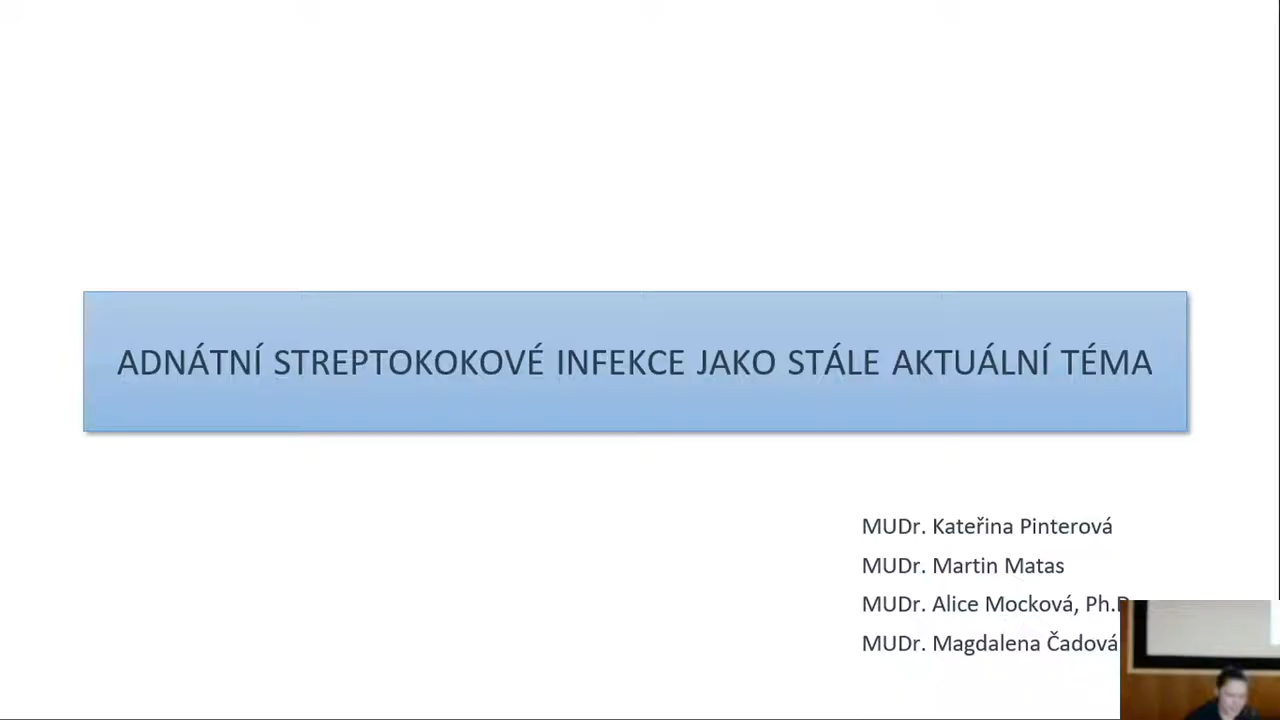 ADNÁTNÍ STREPTOKOKOVÉ INFEKCE JAKO STÁLE AKTUÁLNÍ TÉMA
MUDr. Kateřina Pinterová
MUDr. Martin Matas
MUDr. Alice Mocková, Ph.D
MUDr. Magdalena Čadová